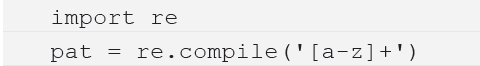 import re
pat = re.compile('[a-z]+')